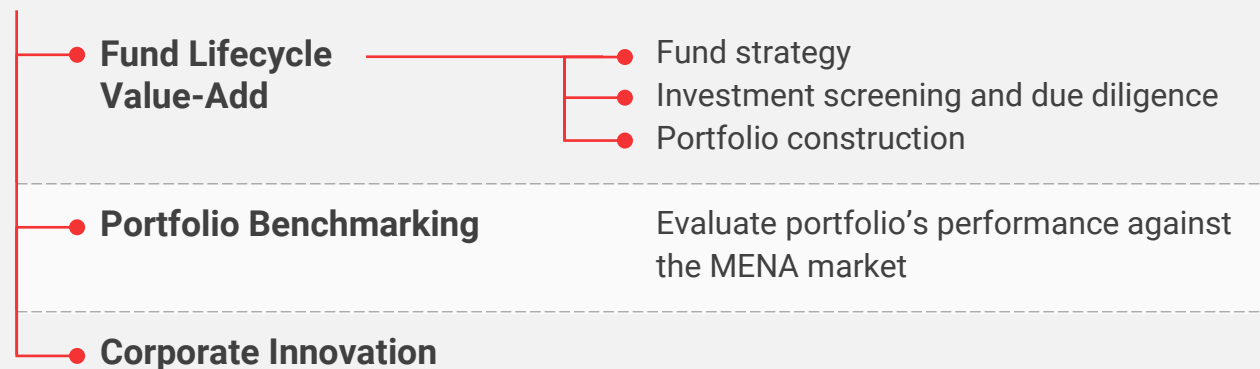 Fund Lifecycle
Value-Add
Fund strategy
Investment screening and due diligence
Portfolio construction
Portfolio Benchmarking
Evaluate portfolio’s performance against
the MENA market
Corporate Innovation